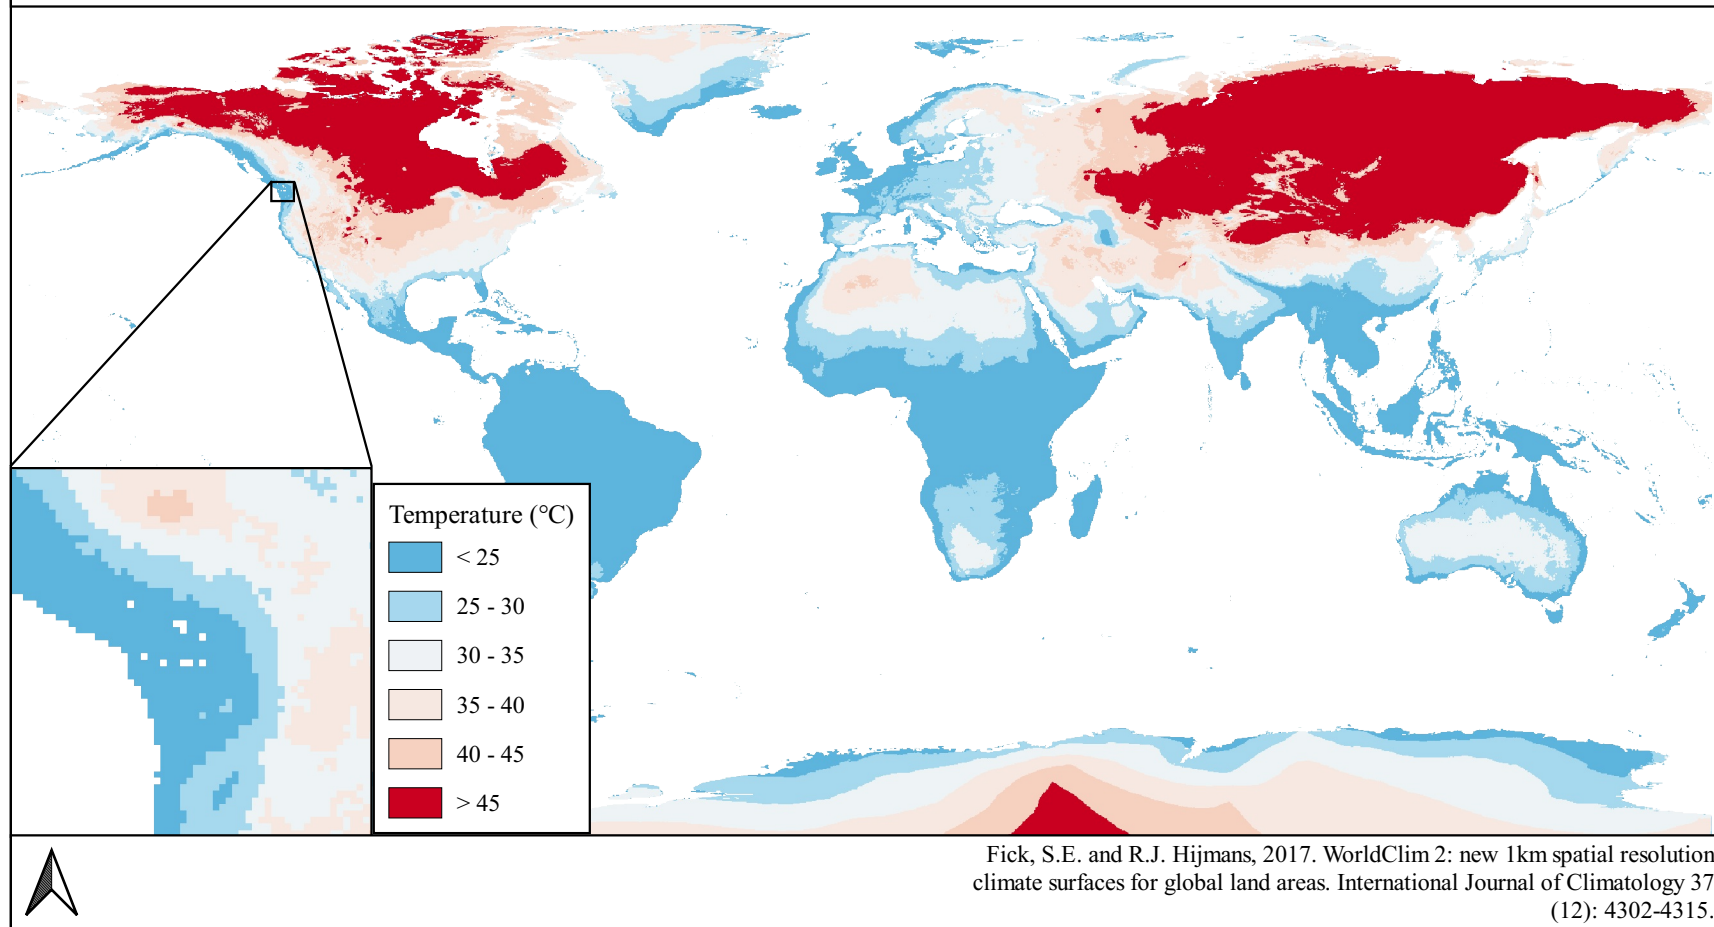 Temperature (°C)
< 25
25 - 30
30 - 35
35 - 40
40 - 45
> 45
Fick, S.E. and R.J. Hijmans, 2017. WorldClim 2: new 1km spatial resolution
climate surfaces for global land areas. International Journal of Climatology 37
(12): 4302-4315.